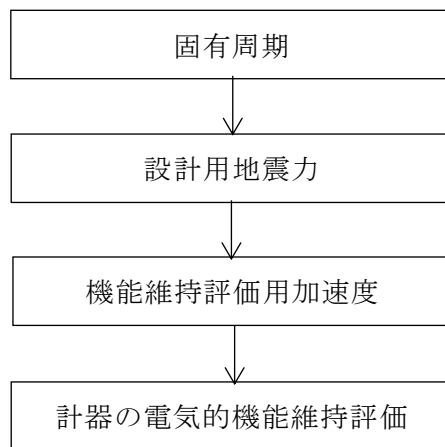 固有周期
設計用地震力
機能維持評価用加速度
計器の電気的機能維持評価